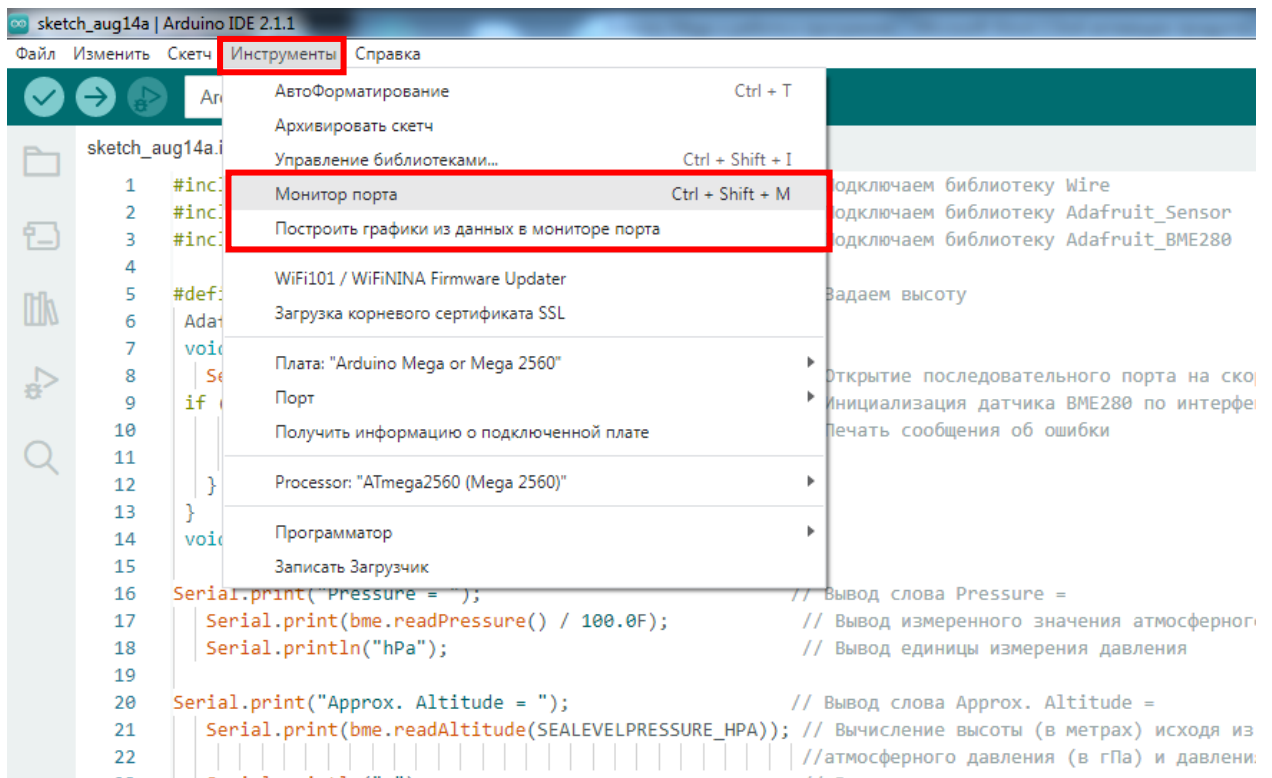 sketch_aug14a | Arduino IDE 2.1.1
Файл Изменить Скетч Инструменты Справка
АвтоФорматирование Ctrl + T
Архивировать скетч
sketch_aug14a.i
Управление библиотеками... Ctrl + Shift + I
Монитор порта Ctrl + Shift + M
Построить графики из данных в мониторе порта
WiFi101 / WiFiNINA Firmware Updater
Загрузка корневого сертификата SSL
Плата: "Arduino Mega or Mega 2560"
Порт
Получить информацию о подключенной плате
Processor: "ATmega2560 (Mega 2560)"
Программатор
Записать Загрузчик
1 #incl одключаем библиотеку Wire
2 #incl одключаем библиотеку Adafruit_Sensor
3 #incl одключаем библиотеку Adafruit_BME280
4
5 #defi Задаем высоту
6 Adaf
7 void
8 Se Открытие последовательного порта на ско
9 if ( Инициализация датчика BME280 по интерфе
10 Печать сообщения об ошибки
11
12 }
13 }
14 void
15
16 Serial.print("Pressure = "); // Вывод слова Pressure =
17 Serial.print(bme.readPressure() / 100.0F); // Вывод измеренного значения атмосферног
18 Serial.println("hPa"); // Вывод единицы измерения давления
19
20 Serial.print("Approx. Altitude = "); // Вывод слова Approx. Altitude =
21 Serial.print(bme.readAltitude(SEALEVELPRESSURE_HPA)); // Вычисление высоты (в метрах) исходя из
22 //атмосферного давления (в гПа) и давлени